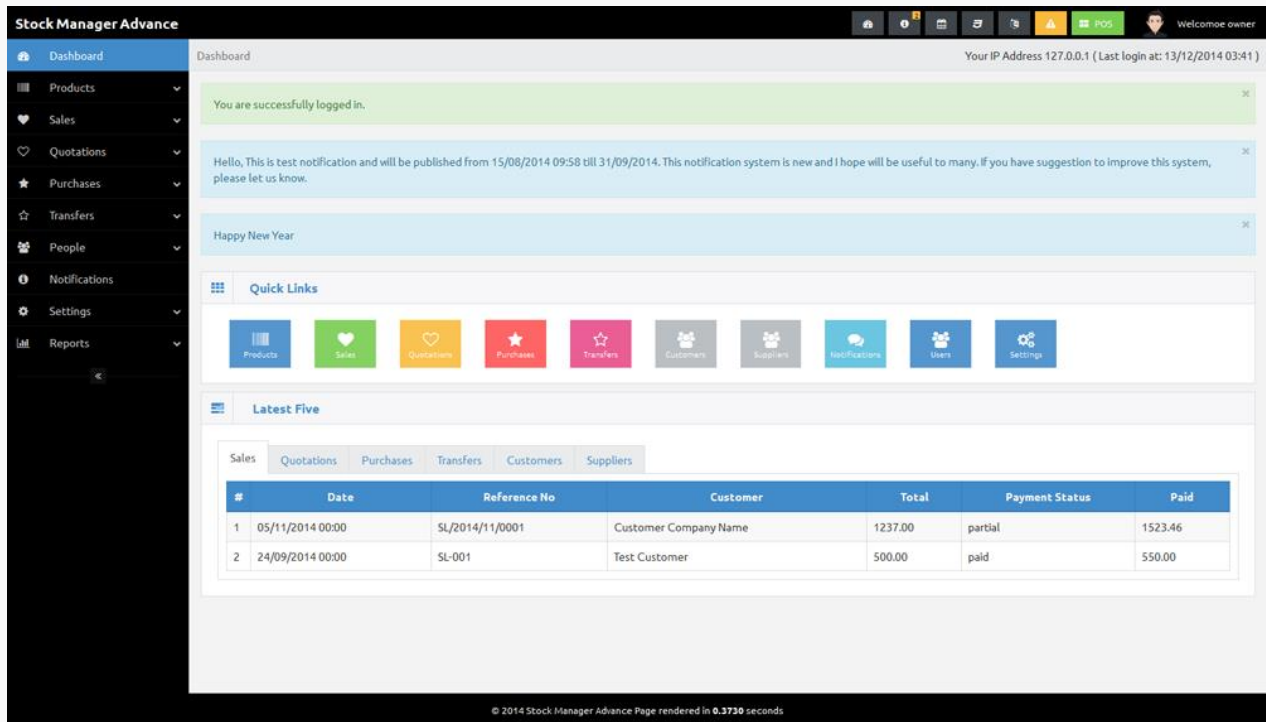 Stock Manager Advance
2
POS
Welcomoe owner
Dashboard
Products
Sales
Quotations
Purchases
Transfers
People
Notifications
Settings
Reports
Dashboard
Your IP Address 127.0.0.1 ( Last login at: 13/12/2014 03:41 )
You are successfully logged in.
Hello, This is test notification and will be published from 15/08/2014 09:58 till 31/09/2014. This notification system is new and I hope will be useful to many. If you have suggestion to improve this system,
please let us know.
Happy New Year
Quick Links
Products Sales Quotations Purchases Transfers Customers Suppliers Notifications Users Settings
Latest Five
Sales Quotations Purchases Transfers Customers Suppliers
# Date Reference No Customer Total Payment Status Paid
1 05/11/2014 00:00 SL/2014/11/0001 Customer Company Name 1237.00 partial 1523.46
2 24/09/2014 00:00 SL-001 Test Customer 500.00 paid 550.00
© 2014 Stock Manager Advance Page rendered in 0.3730 seconds